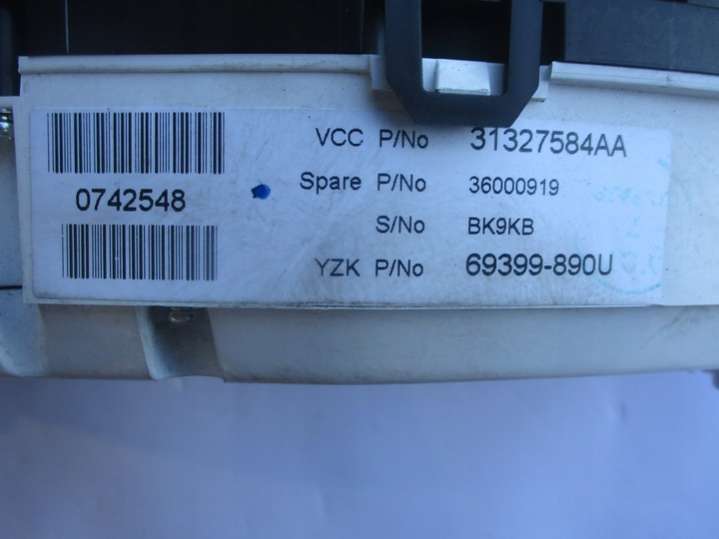 0742548
VCC P/No 31327584AA
Spare P/No 36000919
S/No BK9KB
YZK P/No 69399-890U